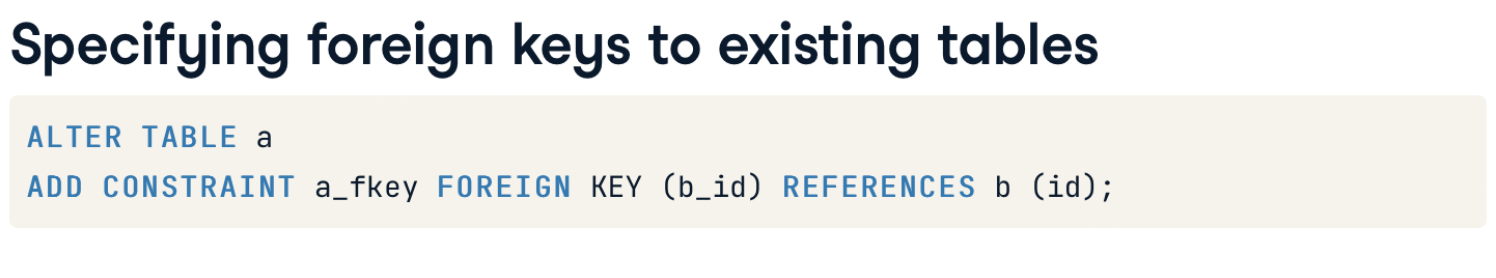 Specifying foreign keys to existing tables
ALTER TABLE a
ADD CONSTRAINT a_fkey FOREIGN KEY (b_id) REFERENCES b (id);